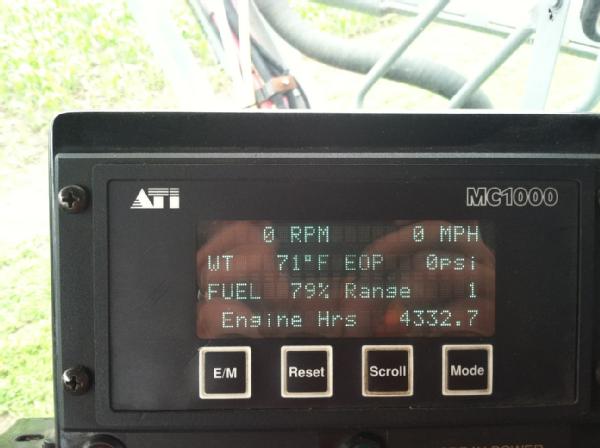 ATI MC1000
0 RPM 0 MPH
WT 71°F EOP 0psi
FUEL 79% Range 1
Engine Hrs 4332.7
E/M Reset Scroll Mode
POWER